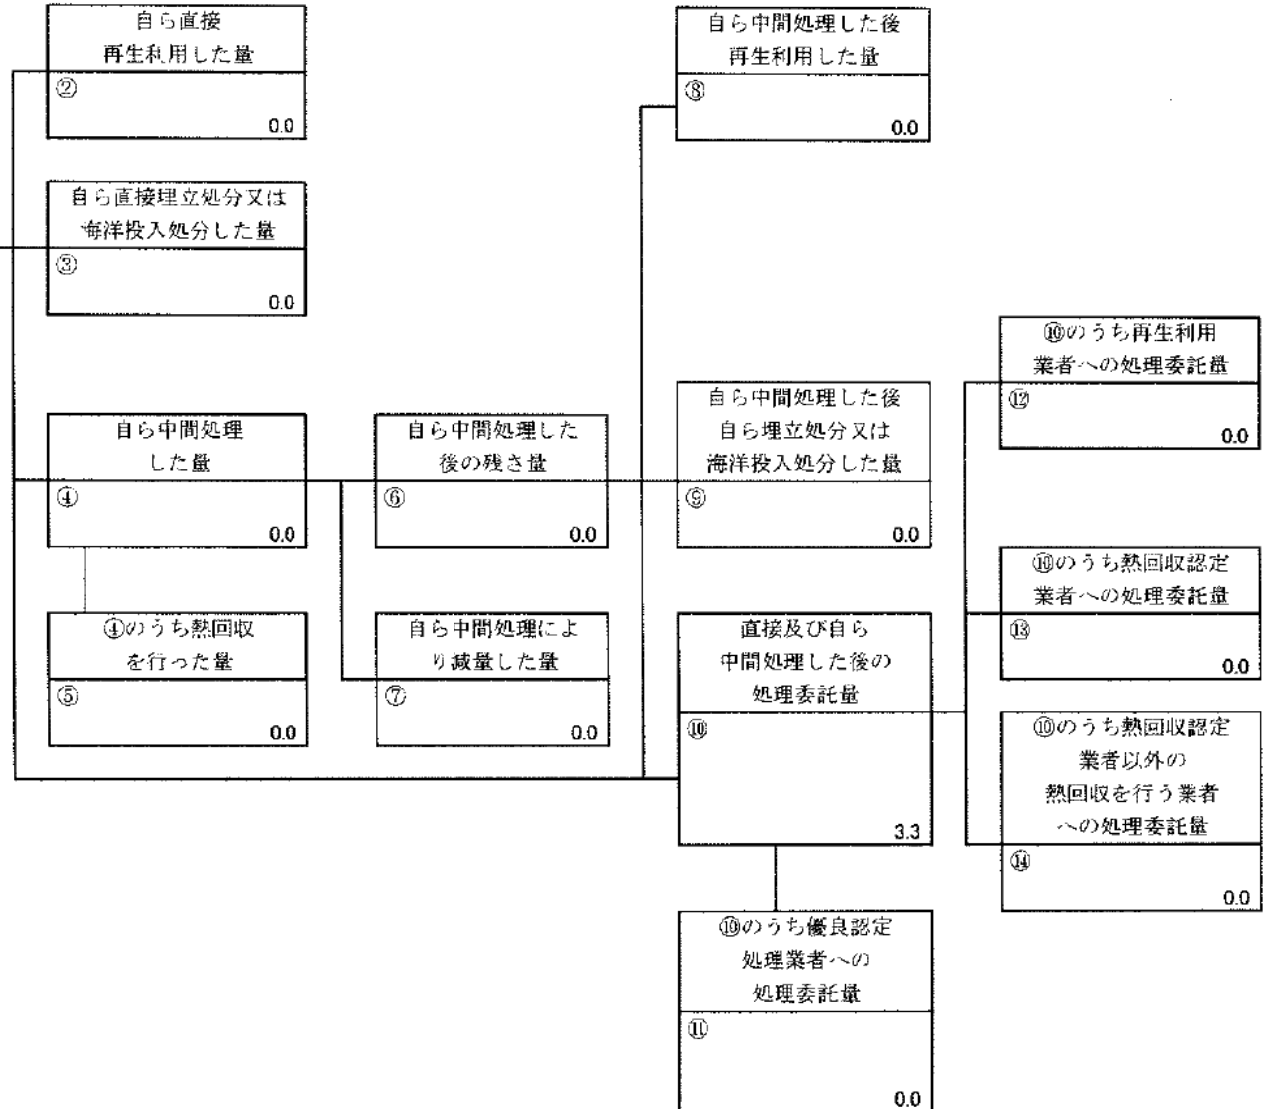 自ら直接
再生利用した量
②
0.0
自ら中間処理した後
再生利用した量
⑧
0.0
自ら直接埋立処分又は
海洋投入処分した量
③
0.0
⑩のうち再生利用
業者への処理委託量
⑫
0.0
自ら中間処理
した量
④
0.0
自ら中間処理した
後の残さ量
⑥
0.0
自ら中間処理した後
自ら埋立処分又は
海洋投入処分した量
⑨
0.0
⑩のうち熱回収認定
業者への処理委託量
⑬
0.0
④のうち熱回収
を行った量
⑤
0.0
自ら中間処理によ
り減量した量
⑦
0.0
直接及び自ら
中間処理した後の
処理委託量
⑩
3.3
⑩のうち熱回収認定
業者以外の
熱回収を行う業者
への処理委託量
⑭
0.0
⑩のうち優良認定
処理業者への
処理委託量
⑪
0.0